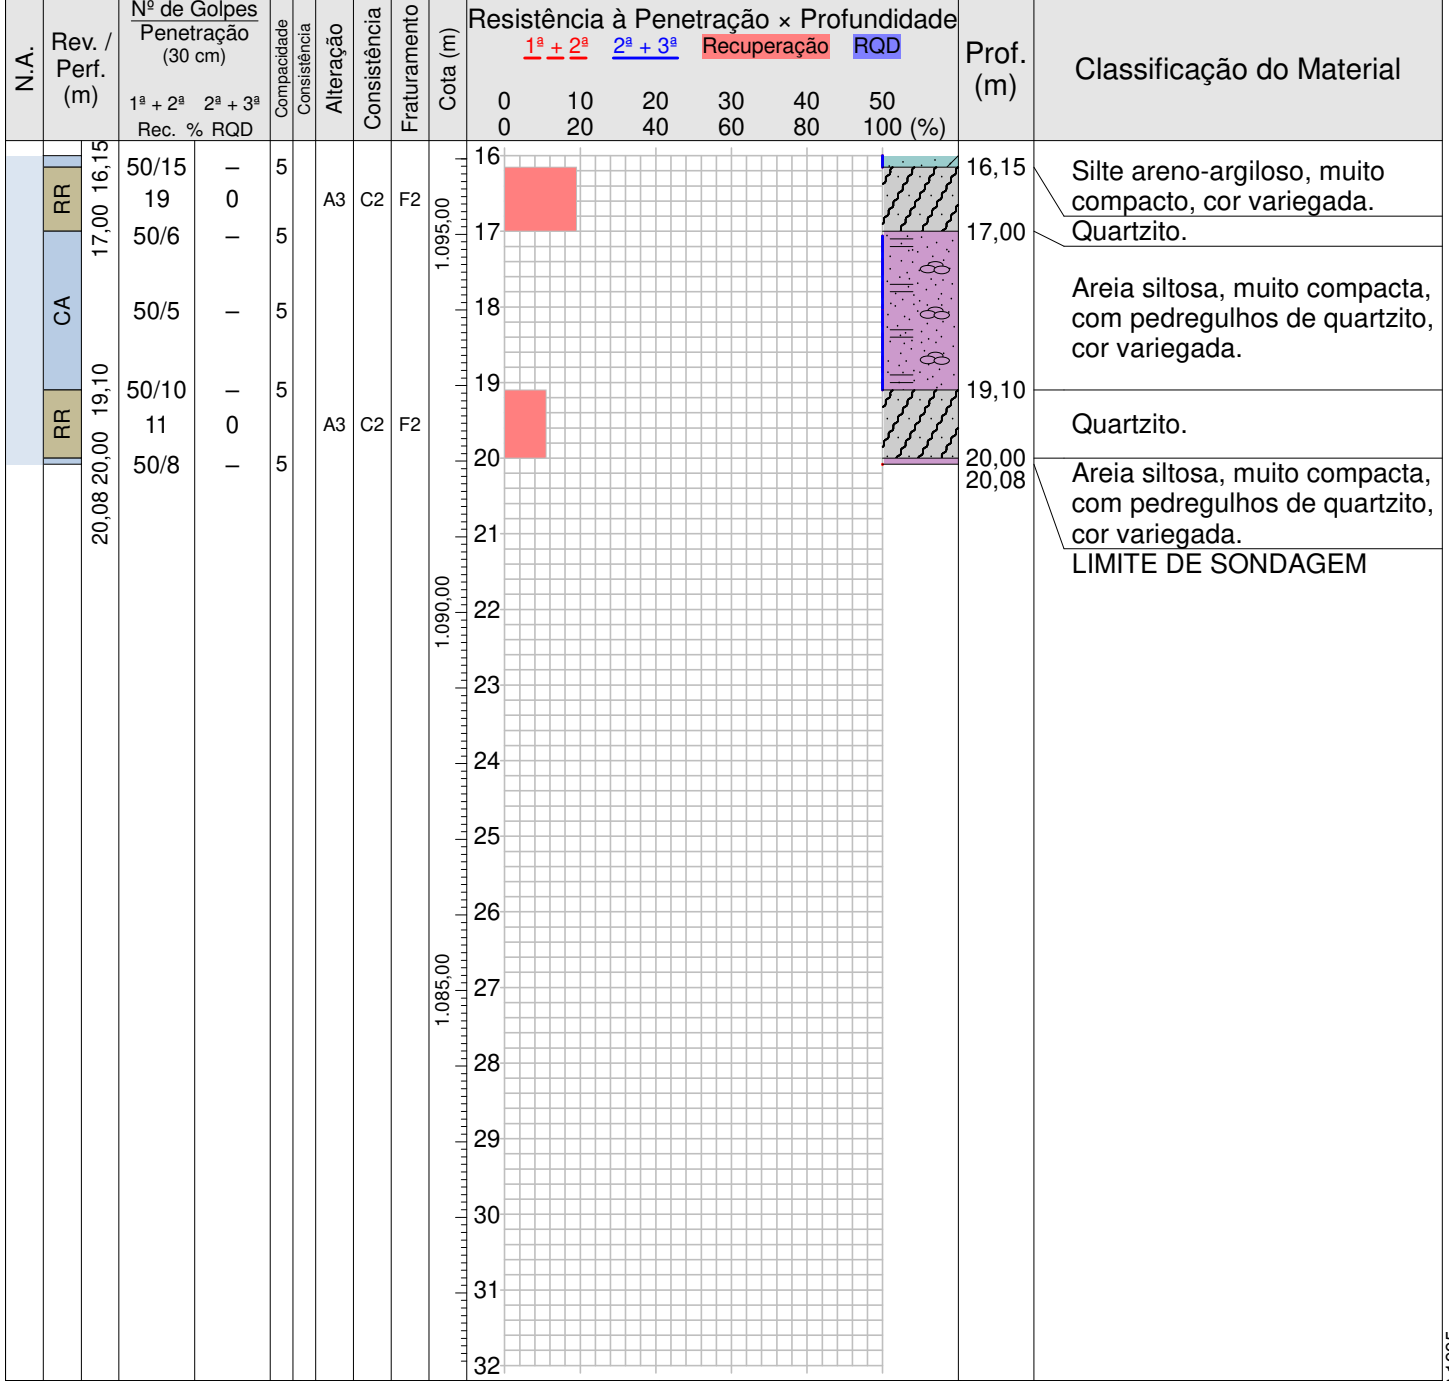 N.A.
Rev. /
Perf.
(m)
Nº de Golpes
Penetração
(30 cm)
1ª + 2ª 2ª + 3ª
Rec. % RQD
Compacidade
Consistência
Alteração
Consistência
Fraturamento
Cota (m)
Resistência à Penetração × Profundidade
1ª + 2ª 2ª + 3ª Recuperação RQD
0 10 20 30 40 50
0 20 40 60 80 100 (%)
Prof.
(m)
Classificação do Material
16,15
50/15 – 5
16
16,15
Silte areno-argiloso, muito
compacto, cor variegada.
RR
19 0 A3 C2 F2
17,00
50/6 – 5
1.095,00
17
17,00
Quartzito.
CA
50/5 – 5
18
Areia siltosa, muito compacta,
com pedregulhos de quartzito,
cor variegada.
19,10
50/10 – 5
19
19,10
RR
11 0 A3 C2 F2
Quartzito.
20,00
50/8 – 5
20
20,00
20,08
20,08
Areia siltosa, muito compacta,
com pedregulhos de quartzito,
cor variegada.
LIMITE DE SONDAGEM
21
1.090,00
22
23
24
25
26
1.085,00
27
28
29
30
31
32